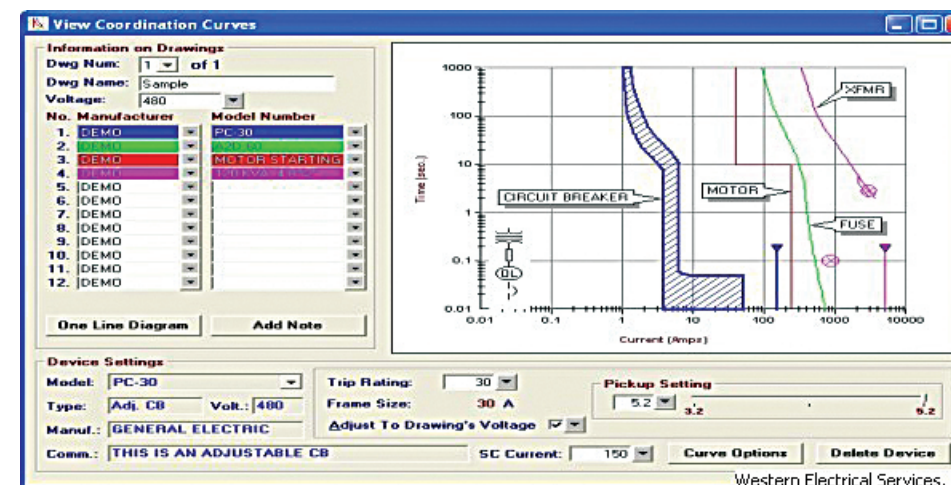 View Coordination Curves
Information on Drawings
Dwg Num: 1 of 1
Dwg Name: Sample
Voltage: 480
No. Manufacturer Model Number
1. DEMO PC-30
2. DEMO
3. DEMO MOTOR STARTING
4. DEMO
5. DEMO
6. DEMO
7. DEMO
8. DEMO
9. DEMO
10. DEMO
11. DEMO
12. DEMO
One Line Diagram Add Note
1000
100
10
1
0.1
0.01
Time (sec.)
XFMR
CIRCUIT BREAKER
MOTOR
FUSE
OL
0.01 0.1 1 10 100 1000 10000
Current (Amps)
Device Settings
Model: PC-30 Trip Rating: 30 Pickup Setting
Type: Adj. CB Volt.: 480 Frame Size: 30 A 5.2 3.2 5.2
Manuf.: GENERAL ELECTRIC Adjust To Drawing's Voltage
Comm.: THIS IS AN ADJUSTABLE CB SC Current: 150 Curve Options Delete Device
Western Electrical Services.